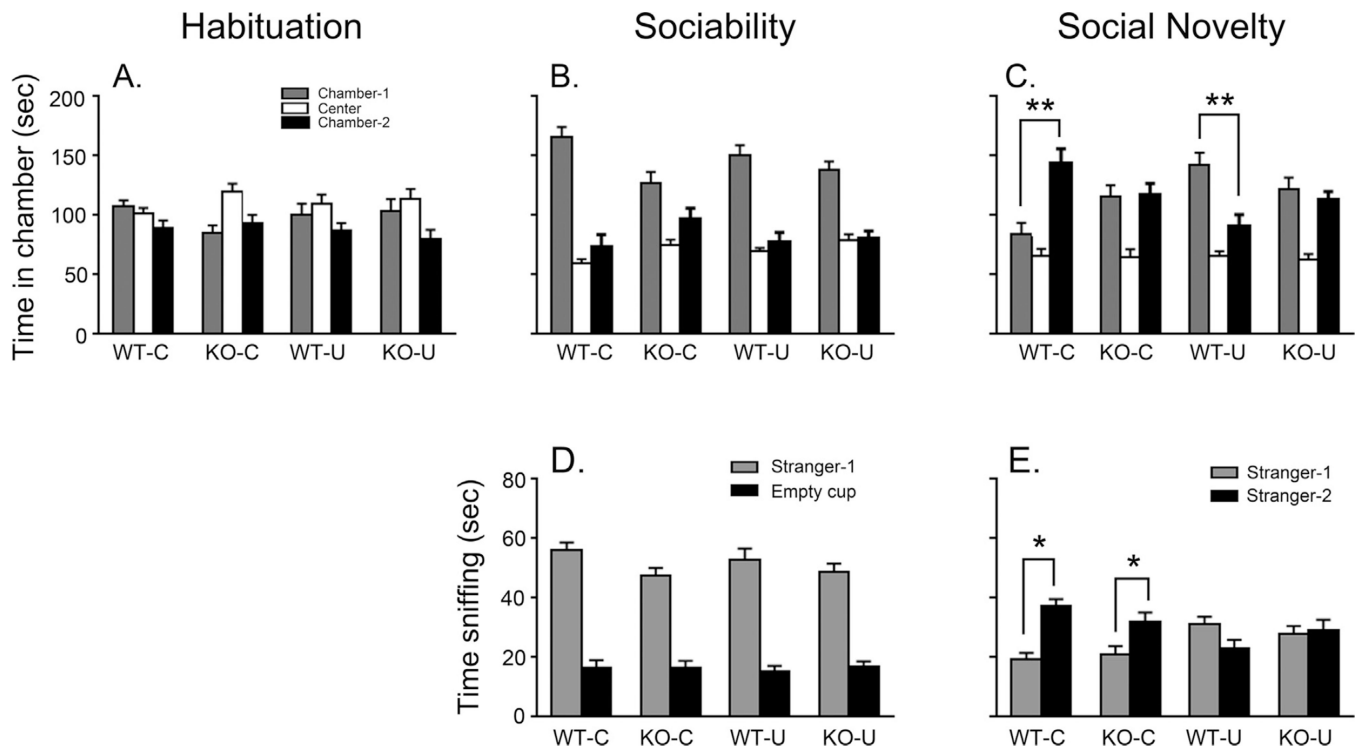 Habituation
Sociability
Social Novelty
A.
Chamber-1
Center
Chamber-2
Time in chamber (sec)
200
150
100
50
0
WT-C KO-C WT-U KO-U
B.
WT-C KO-C WT-U KO-U
C.
** **
WT-C KO-C WT-U KO-U
D.
Stranger-1
Empty cup
Time sniffing (sec)
80
60
40
20
0
WT-C KO-C WT-U KO-U
E.
Stranger-1
Stranger-2
* *
WT-C KO-C WT-U KO-U